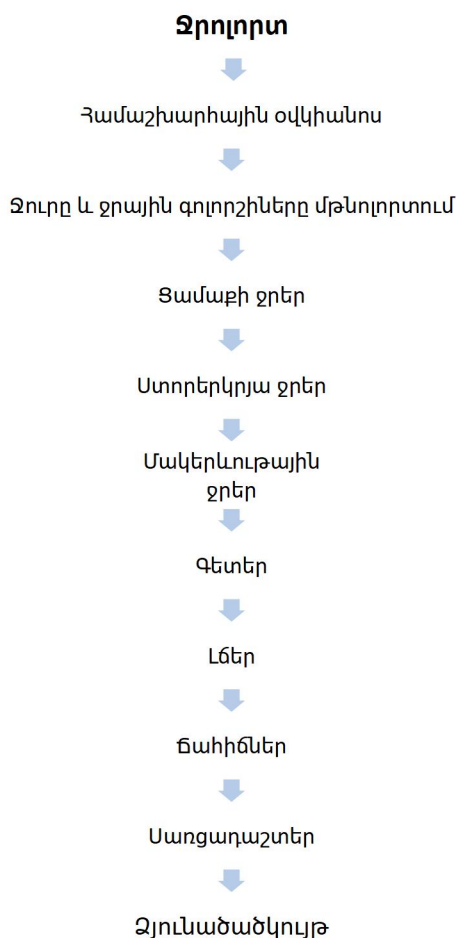 Ջրոլորտ
Համաշխարհային օվկիանոս
Ջուրը և ջրային գոլորշիները մթնոլորտում
Ցամաքի ջրեր
Ստորերկրյա ջրեր
Մակերևութային
ջրեր
Գետեր
Լճեր
Ճահիճներ
Սառցադաշտեր
Ձյունածածկույթ